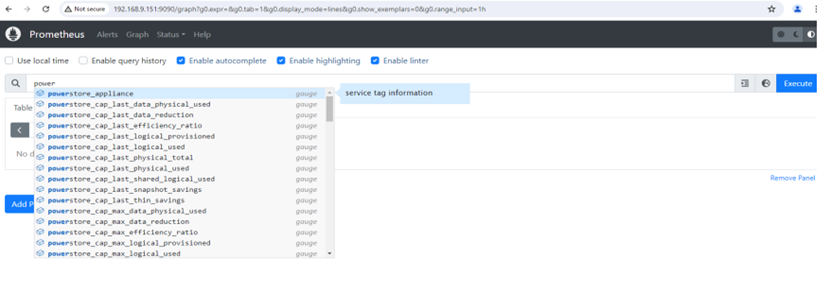 Not secure 192.168.9.151:9090/graph?g0.expr=&g0.tab=1&g0.display_mode=lines&g0.show_exemplars=0&g0.range_input=1h
Prometheus Alerts Graph Status Help
Use local time Enable query history Enable autocomplete Enable highlighting Enable linter
power Execute
Table
No d
Add P
powerstore_appliance gauge service tag information
powerstore_cap_last_data_physical_used gauge
powerstore_cap_last_data_reduction gauge
powerstore_cap_last_efficiency_ratio gauge
powerstore_cap_last_logical_provisioned gauge
powerstore_cap_last_logical_used gauge
powerstore_cap_last_physical_total gauge
powerstore_cap_last_physical_used gauge
powerstore_cap_last_shared_logical_used gauge
powerstore_cap_last_snapshot_savings gauge
powerstore_cap_last_thin_savings gauge
powerstore_cap_max_data_physical_used gauge
powerstore_cap_max_data_reduction gauge
powerstore_cap_max_efficiency_ratio gauge
powerstore_cap_max_logical_provisioned gauge
powerstore_cap_max_logical_used gauge
Remove Panel